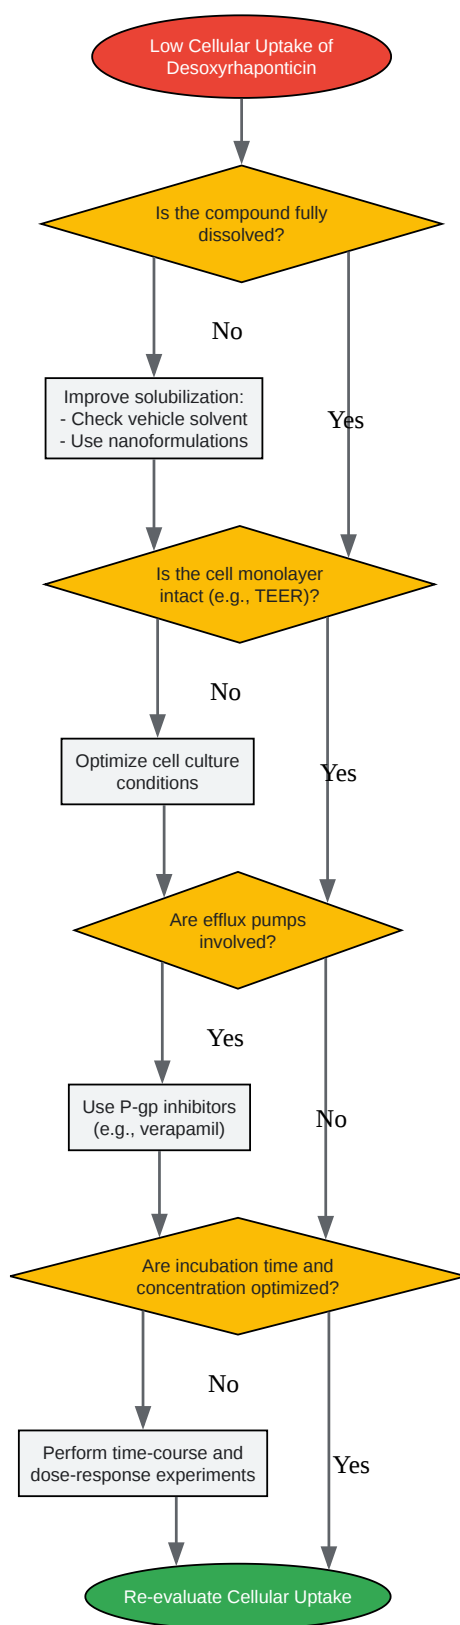 Low Cellular Uptake of
Desoxyrhaponticin
Is the compound fully
dissolved?
No
Improve solubilization:
- Check vehicle solvent
- Use nanoformulations
Yes
Is the cell monolayer
intact (e.g., TEER)?
No
Optimize cell culture
conditions
Yes
Are efflux pumps
involved?
Yes
Use P-gp inhibitors
(e.g., verapamil)
No
Are incubation time and
concentration optimized?
No
Perform time-course and
dose-response experiments
Yes
Re-evaluate Cellular Uptake